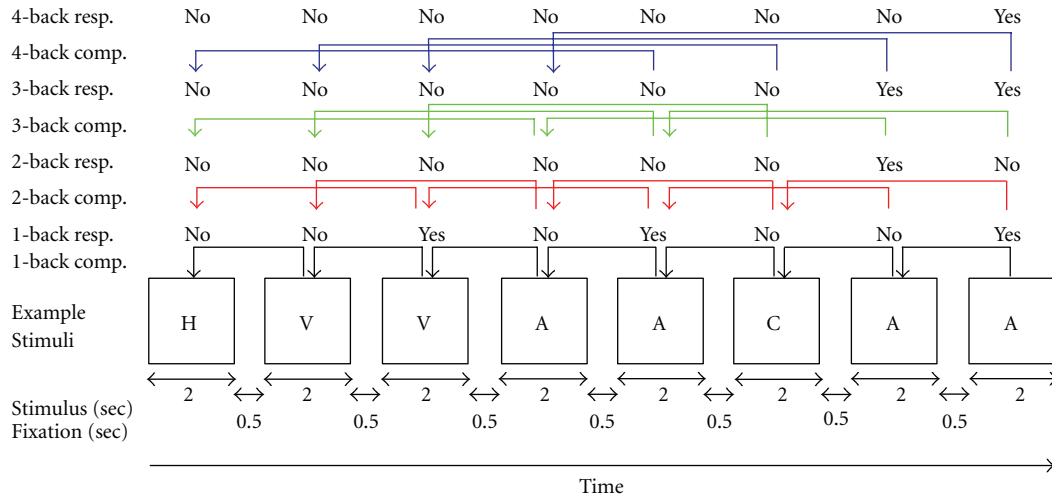 4-back resp. No No No No No No No Yes
4-back comp.
3-back resp. No No No No No No Yes Yes
3-back comp.
2-back resp. No No No No No No Yes No
2-back comp.
1-back resp. No No Yes No Yes No No Yes
1-back comp.
Example
Stimuli
H V V A A C A A
Stimulus (sec) 2 2 2 2 2 2 2 2
Fixation (sec) 0.5 0.5 0.5 0.5 0.5 0.5 0.5
Time